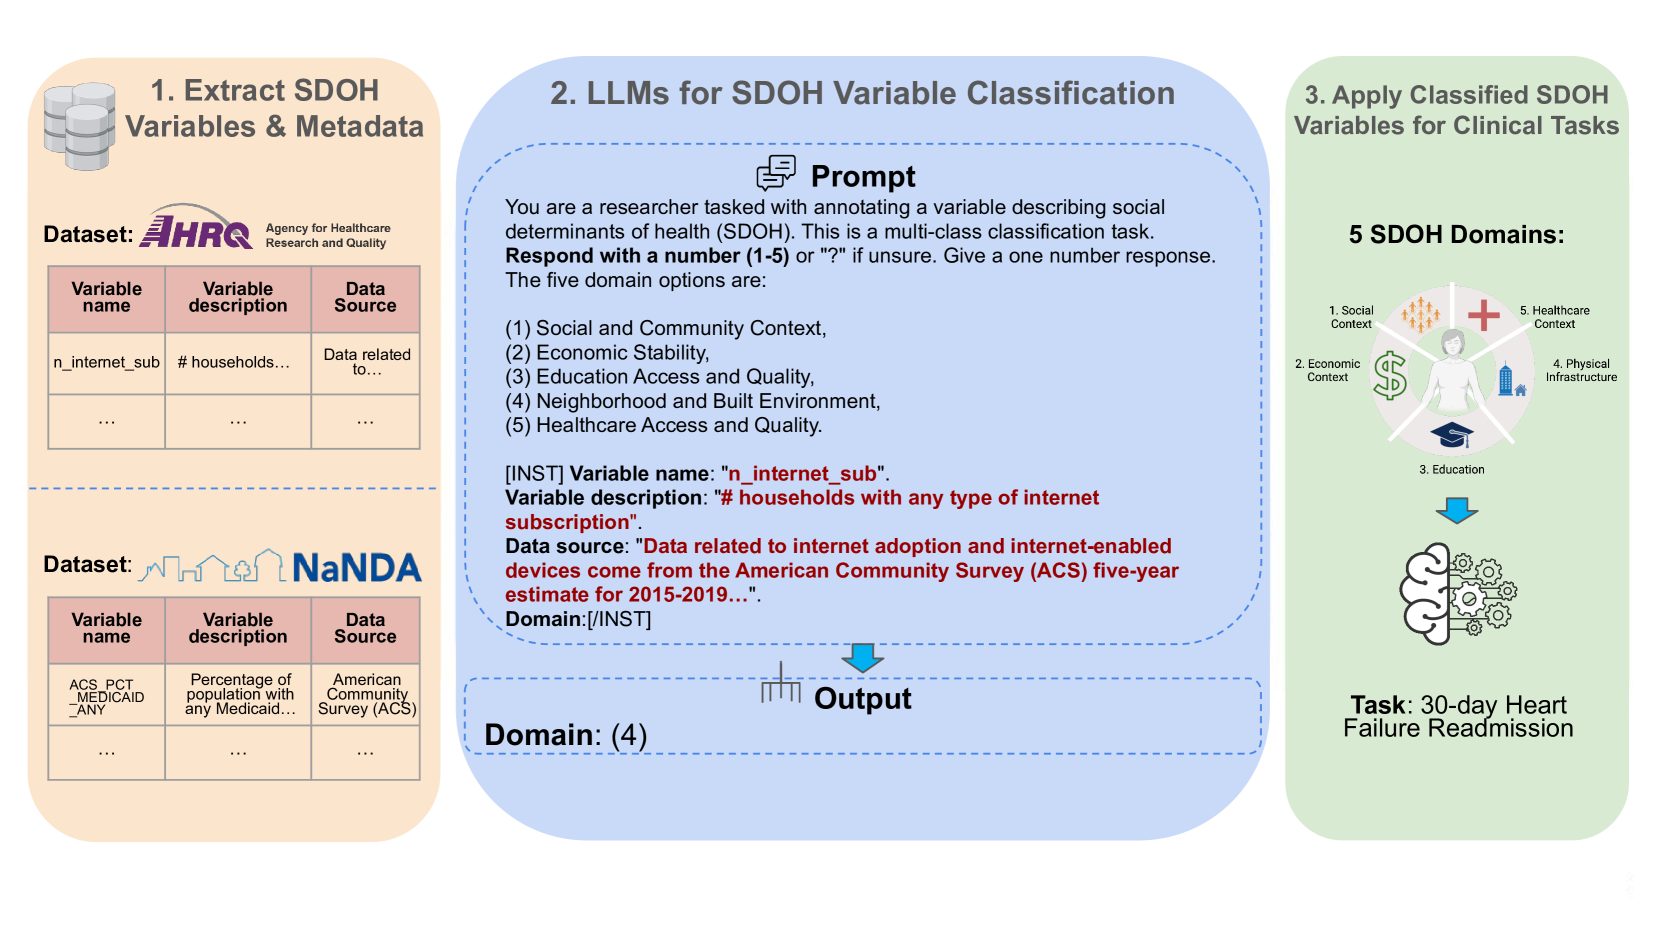 1. Extract SDOH
Variables & Metadata
Dataset: AHRQ Agency for Healthcare
Research and Quality
Variable name Variable description Data Source
n_internet_sub # households… Data related to…
… … …
Dataset: NaNDA
Variable name Variable description Data Source
ACS_PCT_MEDICAID_ANY Percentage of population with any Medicaid… American Community Survey (ACS)
… … …
2. LLMs for SDOH Variable Classification
Prompt
You are a researcher tasked with annotating a variable describing social
determinants of health (SDOH). This is a multi-class classification task.
Respond with a number (1-5) or "?" if unsure. Give a one number response.
The five domain options are:
(1) Social and Community Context,
(2) Economic Stability,
(3) Education Access and Quality,
(4) Neighborhood and Built Environment,
(5) Healthcare Access and Quality.
[INST] Variable name: "n_internet_sub".
Variable description: "# households with any type of internet
subscription".
Data source: "Data related to internet adoption and internet-enabled
devices come from the American Community Survey (ACS) five-year
estimate for 2015-2019…".
Domain:[/INST]
Output
Domain: (4)
3. Apply Classified SDOH
Variables for Clinical Tasks
5 SDOH Domains:
1. Social
Context
5. Healthcare
Context
2. Economic
Context
4. Physical
Infrastructure
3. Education
Task: 30-day Heart
Failure Readmission